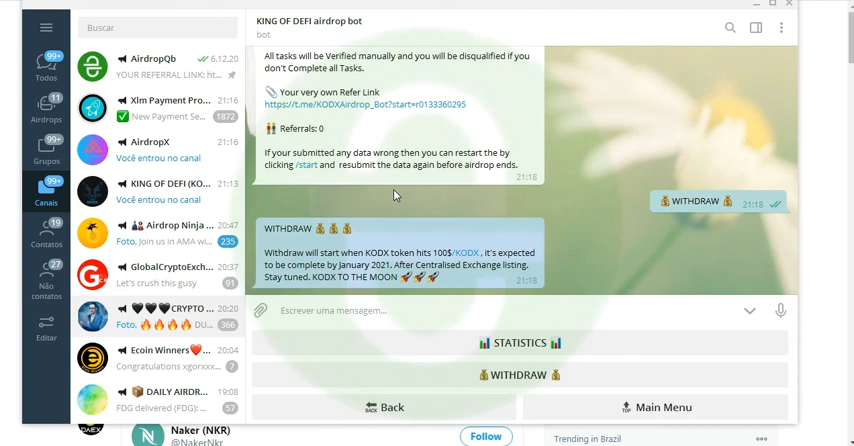 KING OF DEFI airdrop bot
bot
Buscar
99+
Todos
11
Airdrops
99+
Grupos
99+
Canais
19
Contatos
27
Não
contatos
Editar
AirdropQb
6.12.20
YOUR REFERRAL LINK: ht...
Xlm Payment Pro...
21:16
✅ New Payment Se...
1872
AirdropX
21:16
Você entrou no canal
KING OF DEFI (KO...
21:13
Você entrou no canal
Airdrop Ninja ...
20:47
Foto, Join us in AMA wi...
235
GlobalCryptoExch...
20:37
Let's crush this gusy
91
🖤🖤🖤CRYPTO ...
20:20
Foto, 🔥🔥🔥🔥 DU...
366
Ecoin Winners❤️...
20:04
Congratulations xgorxxx...
7
📦 DAILY AIRDR...
19:08
FDG delivered (FDG): ...
57
All tasks will be Verified manually and you will be disqualified if you
don't Complete all Tasks.
📎 Your very own Refer Link
https://t.me/KODXAirdrop_Bot?start=r0133360295
👬 Referrals: 0
If your submitted any data wrong then you can restart the by
clicking /start and resubmit the data again before airdrop ends.
21:18
💰 WITHDRAW 💰
21:18
WITHDRAW 💰💰💰
Withdraw will start when KODX token hits 100$/KODX , it's expected
to be complete by January 2021. After Centralised Exchange listing.
Stay tuned. KODX TO THE MOON 🚀🚀🚀
21:18
Escrever uma mensagem...
📊 STATISTICS 📊
💰 WITHDRAW 💰
🔙 Back
🔝 Main Menu
DAEX
Naker (NKR)
@NakerNkr
Follow
Trending in Brazil